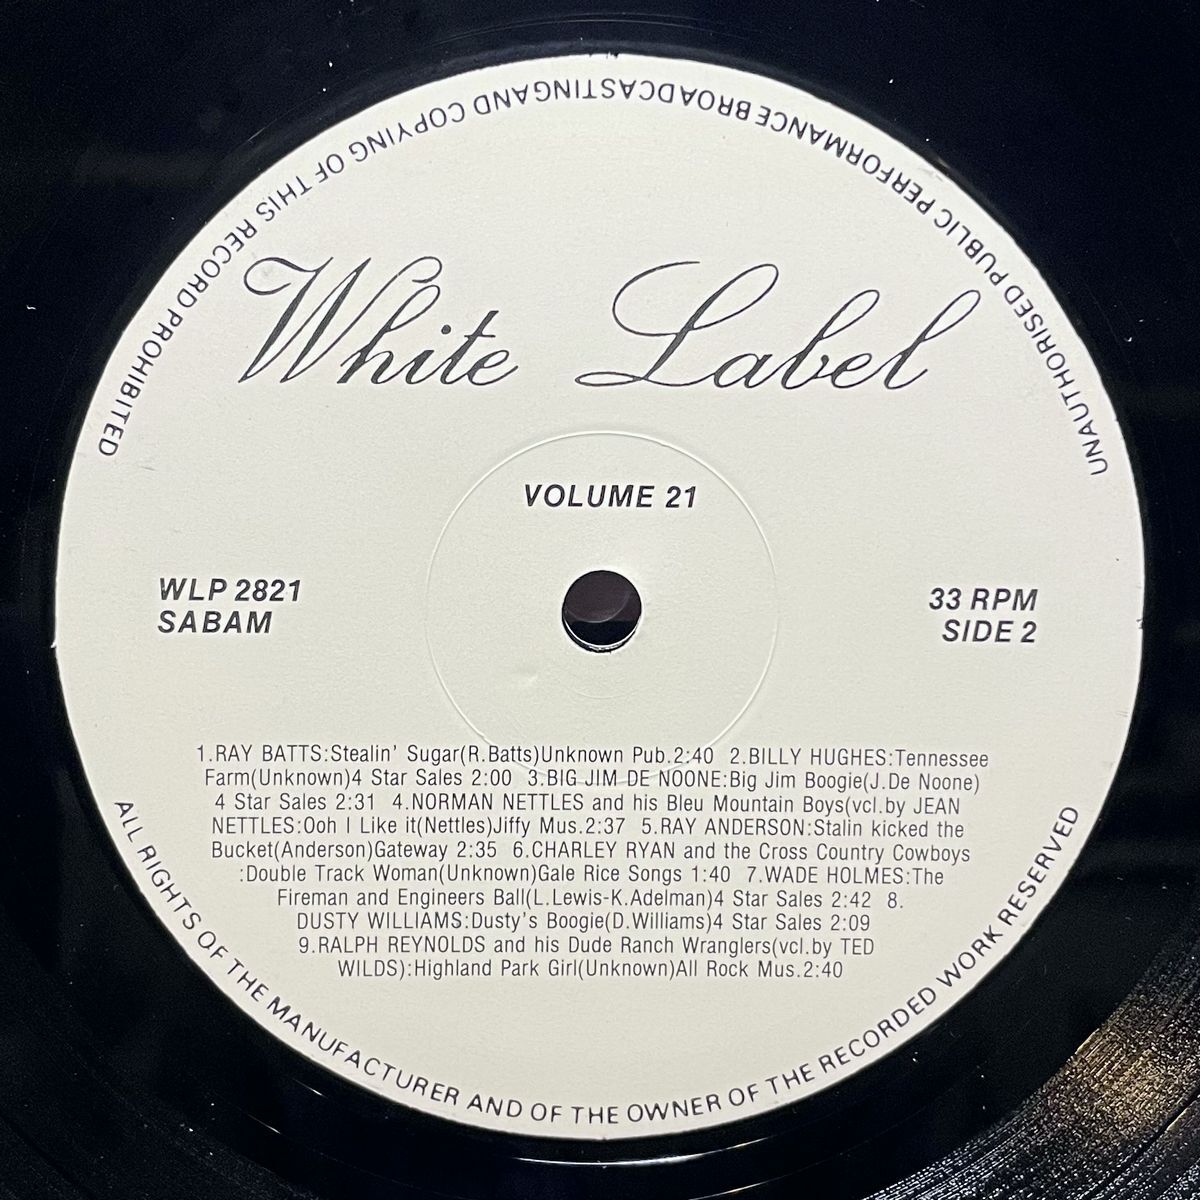 UNAUTHORISED PUBLIC PERFORMANCE BROADCASTING AND COPYING OF THIS RECORD PROHIBITED
White Label
VOLUME 21
WLP 2821
SABAM
33 RPM
SIDE 2
1.RAY BATTS:Stealin' Sugar(R.Batts)Unknown Pub.2:40 2.BILLY HUGHES:Tennessee
Farm(Unknown)4 Star Sales 2:00 3.BIG JIM DE NOONE:Big Jim Boogie(J.De Noone)
4 Star Sales 2:31 4.NORMAN NETTLES and his Bleu Mountain Boys(vcl.by JEAN
NETTLES:Ooh I Like it(Nettles)Jiffy Mus.2:37 5.RAY ANDERSON:Stalin kicked the
Bucket(Anderson)Gateway 2:35 6.CHARLEY RYAN and the Cross Country Cowboys
:Double Track Woman(Unknown)Gale Rice Songs 1:40 7.WADE HOLMES:The
Fireman and Engineers Ball(L.Lewis-K.Adelman)4 Star Sales 2:42 8.
DUSTY WILLIAMS:Dusty's Boogie(D.Williams)4 Star Sales 2:09
9.RALPH REYNOLDS and his Dude Ranch Wranglers(vcl.by TED
WILDS):Highland Park Girl(Unknown)All Rock Mus.2:40
ALL RIGHTS OF THE MANUFACTURER AND OF THE OWNER OF THE RECORDED WORK RESERVED